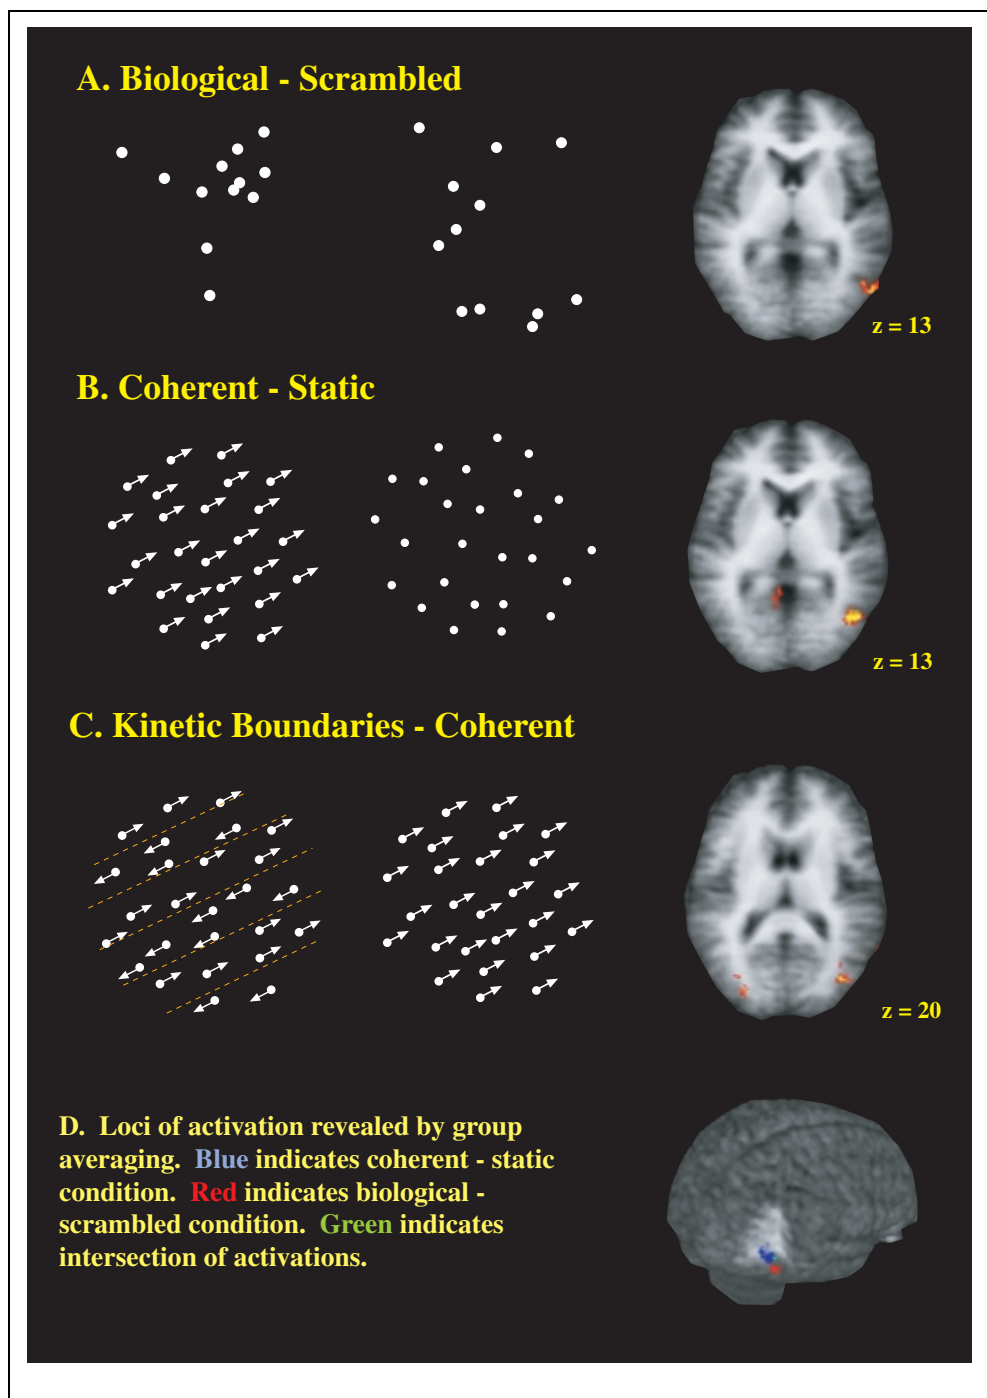 A. Biological - Scrambled
z = 13
B. Coherent - Static
z = 13
C. Kinetic Boundaries - Coherent
z = 20
D. Loci of activation revealed by group
averaging. Blue indicates coherent - static
condition. Red indicates biological -
scrambled condition. Green indicates
intersection of activations.